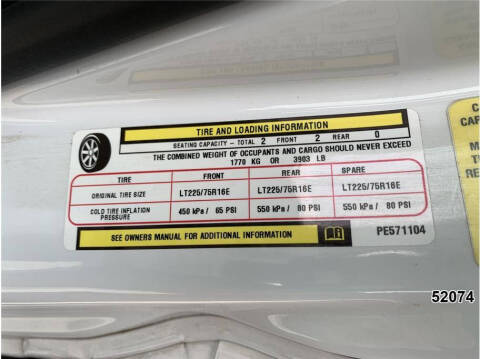 TIRE AND LOADING INFORMATION
SEATING CAPACITY - TOTAL 2 FRONT 2 REAR 0
THE COMBINED WEIGHT OF OCCUPANTS AND CARGO SHOULD NEVER EXCEED
1770 KG OR 3903 LB
TIRE FRONT REAR SPARE
ORIGINAL TIRE SIZE LT225/75R16E LT225/75R16E LT225/75R16E
COLD TIRE INFLATION PRESSURE 450 kPa / 65 PSI 550 kPa / 80 PSI 550 kPa / 80 PSI
SEE OWNERS MANUAL FOR ADDITIONAL INFORMATION PE571104
52074